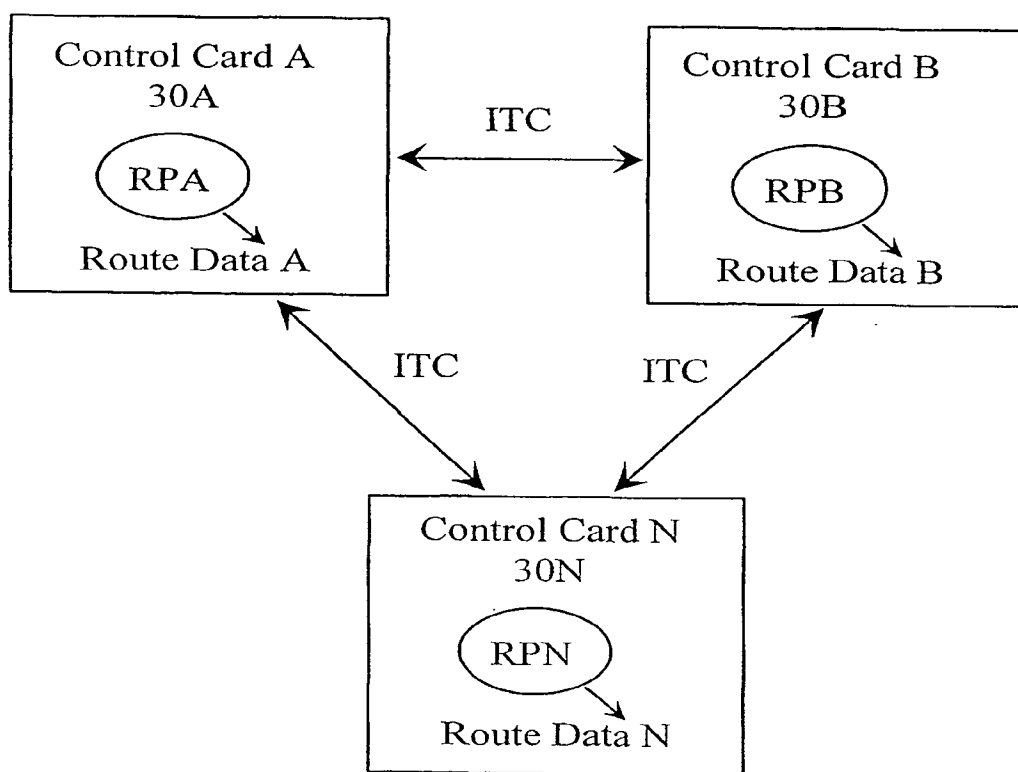 Control Card A
30A
RPA
Route Data A
ITC
Control Card B
30B
RPB
Route Data B
ITC
ITC
Control Card N
30N
RPN
Route Data N